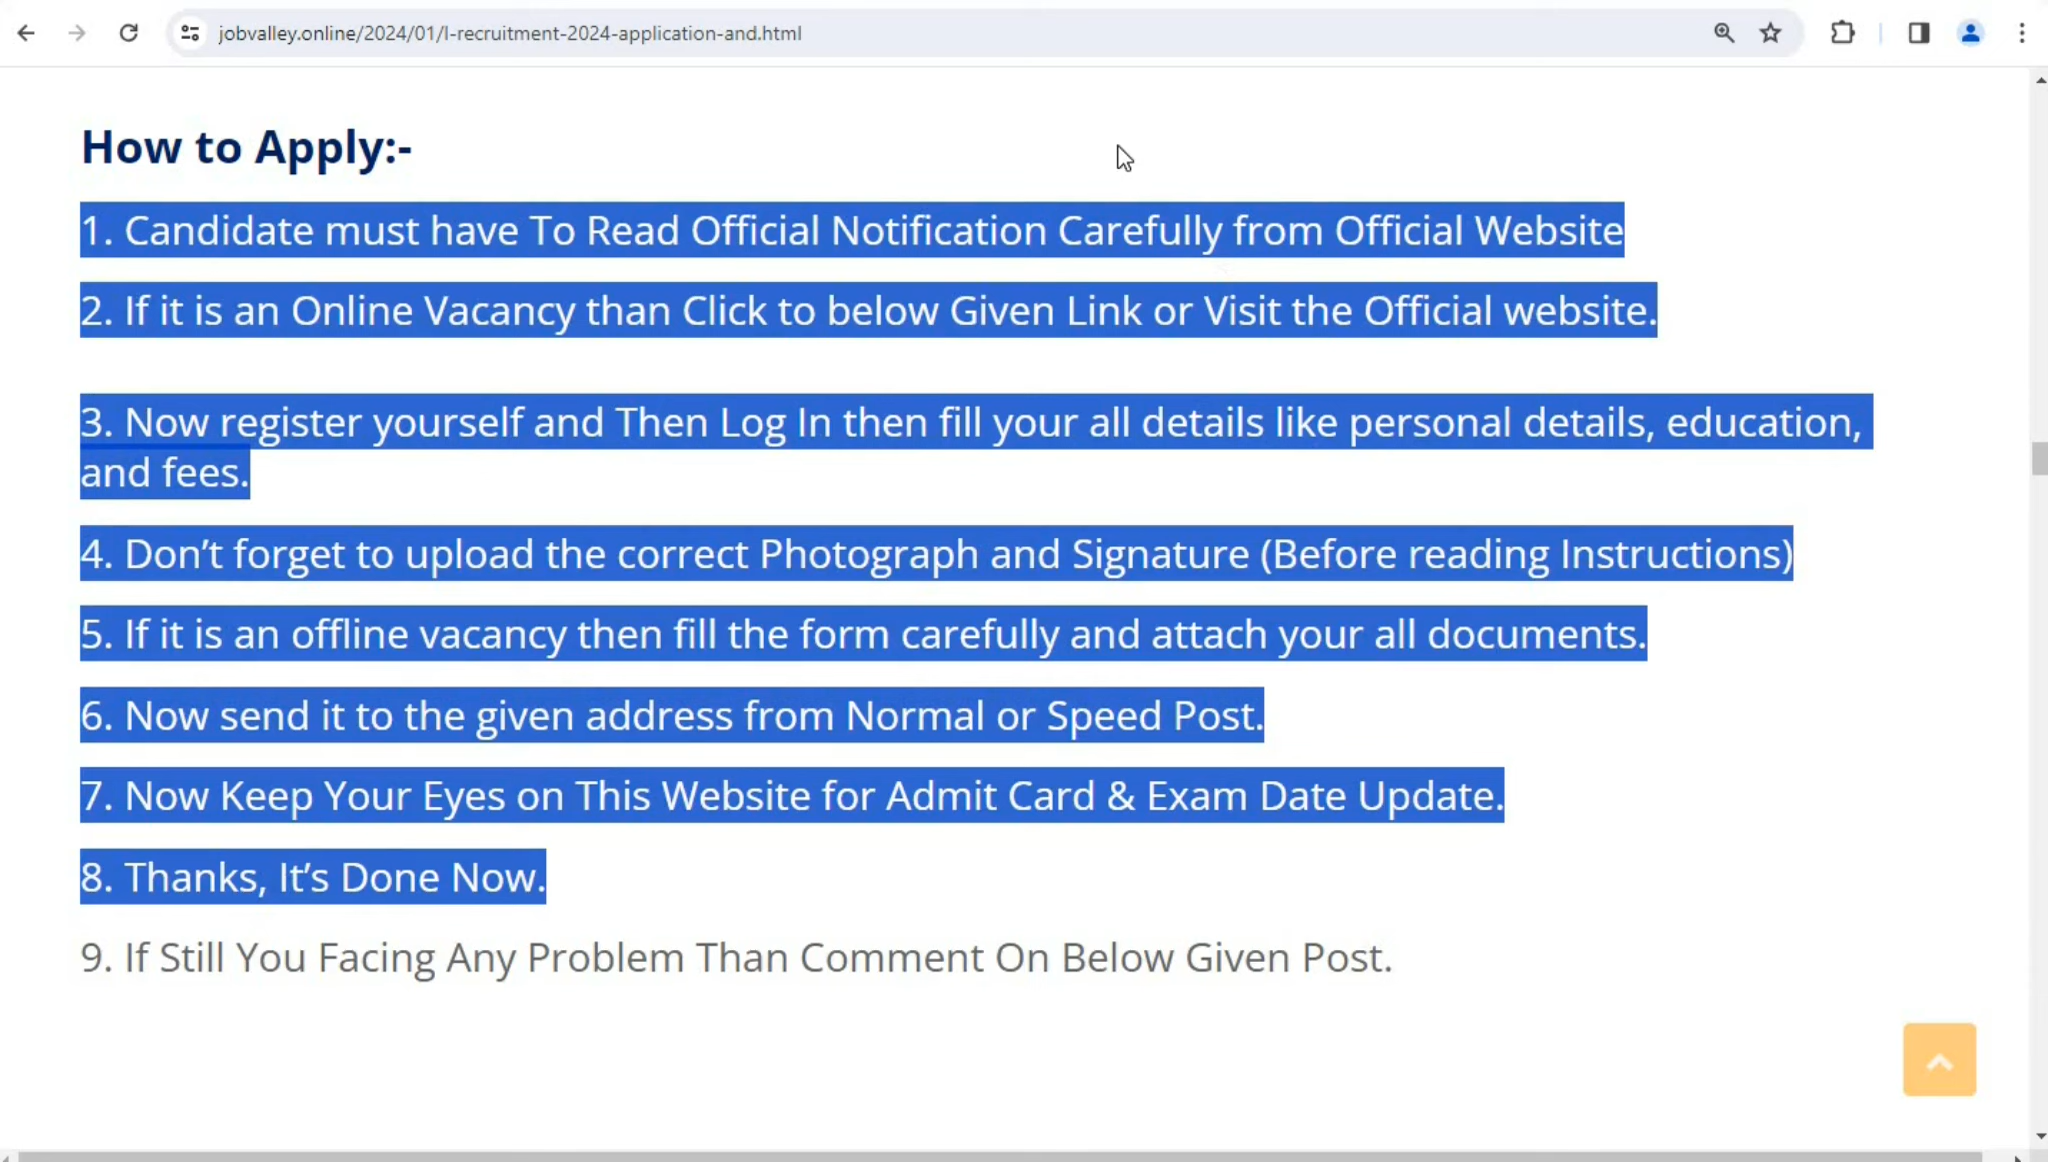 jobvalley.online/2024/01/l-recruitment-2024-application-and.html
How to Apply:-
1. Candidate must have To Read Official Notification Carefully from Official Website
2. If it is an Online Vacancy than Click to below Given Link or Visit the Official website.
3. Now register yourself and Then Log In then fill your all details like personal details, education,
and fees.
4. Don’t forget to upload the correct Photograph and Signature (Before reading Instructions)
5. If it is an offline vacancy then fill the form carefully and attach your all documents.
6. Now send it to the given address from Normal or Speed Post.
7. Now Keep Your Eyes on This Website for Admit Card & Exam Date Update.
8. Thanks, It’s Done Now.
9. If Still You Facing Any Problem Than Comment On Below Given Post.